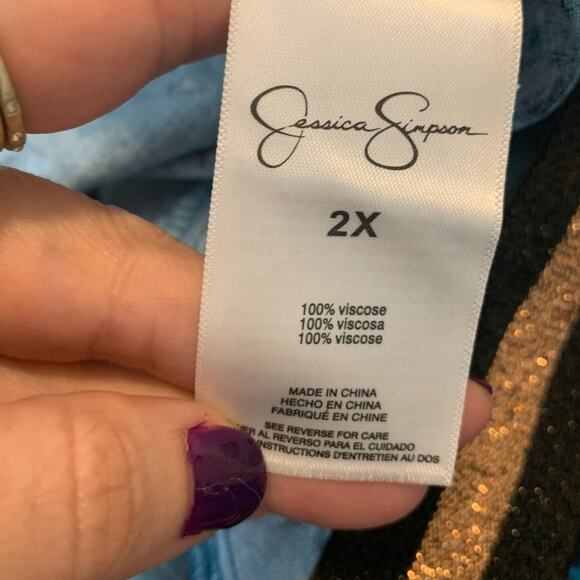 Jessica Simpson
2X
100% viscose
100% viscosa
100% viscose
MADE IN CHINA
HECHO EN CHINA
FABRIQUÉ EN CHINE
SEE REVERSE FOR CARE
AL REVERSO PARA EL CUIDADO
INSTRUCTIONS D'ENTRETIEN AU DOS